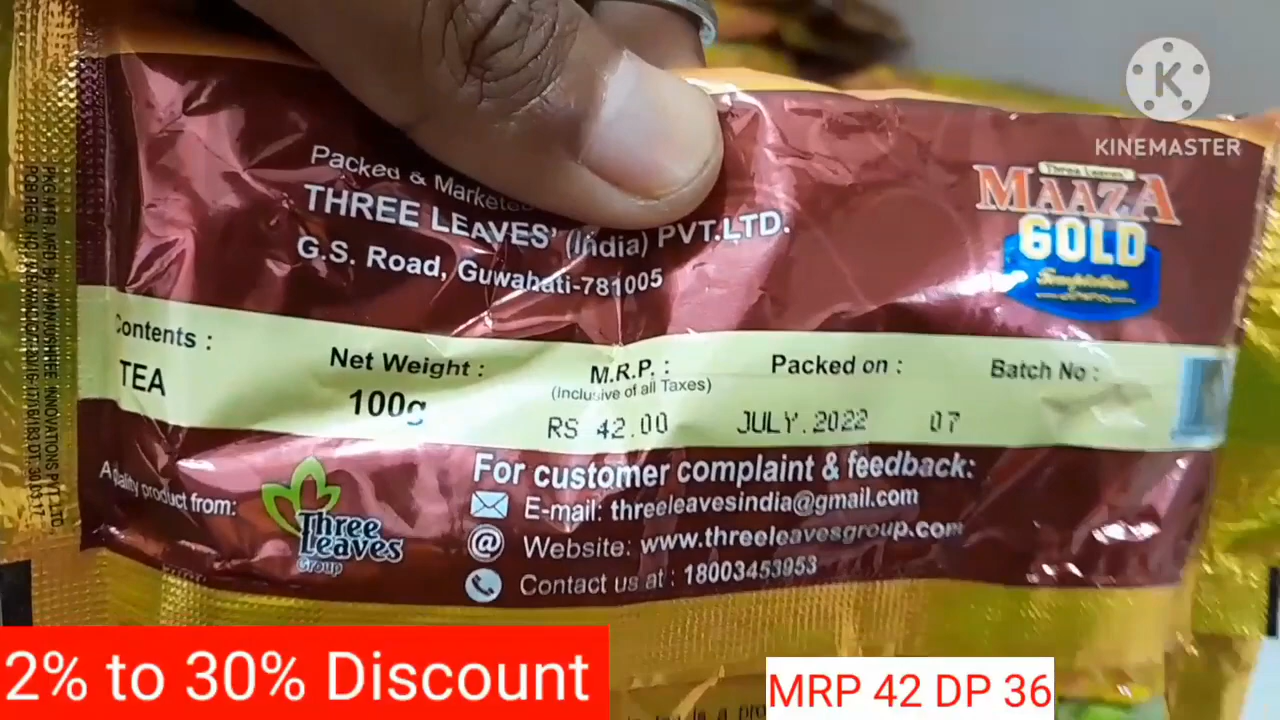 KINEMASTER
Packed & Marketed
THREE LEAVES' (India) PVT.LTD.
G.S. Road, Guwahati-781005
Three Leaves'
MAAZA
GOLD
Contents :
TEA
Net Weight :
100g
M.R.P. :
(Inclusive of all Taxes)
RS 42.00
Packed on :
JULY.2022
Batch No :
07
A quality product from:
Three
Leaves
Group
For customer complaint & feedback:
E-mail: threeleavesindia@gmail.com
@ Website: www.threeleavesgroup.com
Contact us at : 18003453953
2% to 30% Discount
MRP 42 DP 36